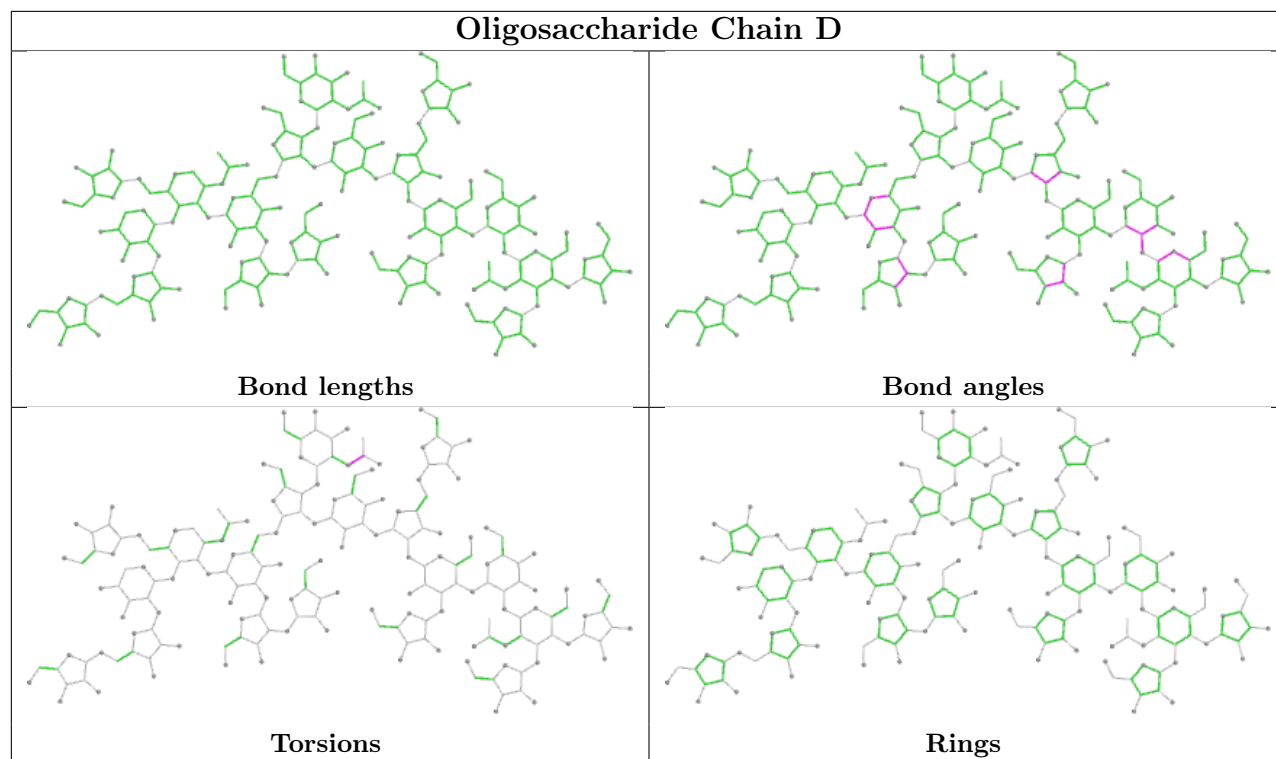 Oligosaccharide Chain D
Bond lengths
Bond angles
Torsions
Rings